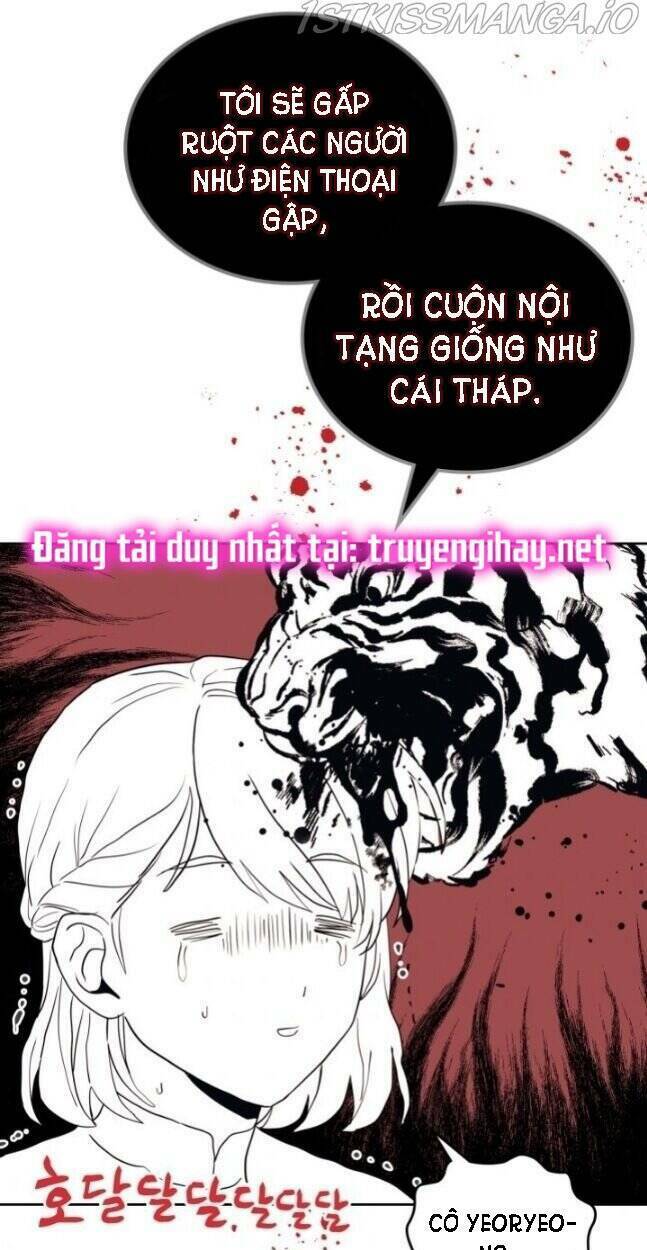 1STKISSMANGA.IO
TÔI SẼ GẤP
RUỘT CÁC NGƯỜI
NHƯ ĐIỆN THOẠI
GẬP,
RỒI CUỘN NỘI
TẠNG GIỐNG NHƯ
CÁI THÁP.
Đăng tải duy nhất tại: truyengihay.net
호달달달달달달
CÔ YEORYEO-